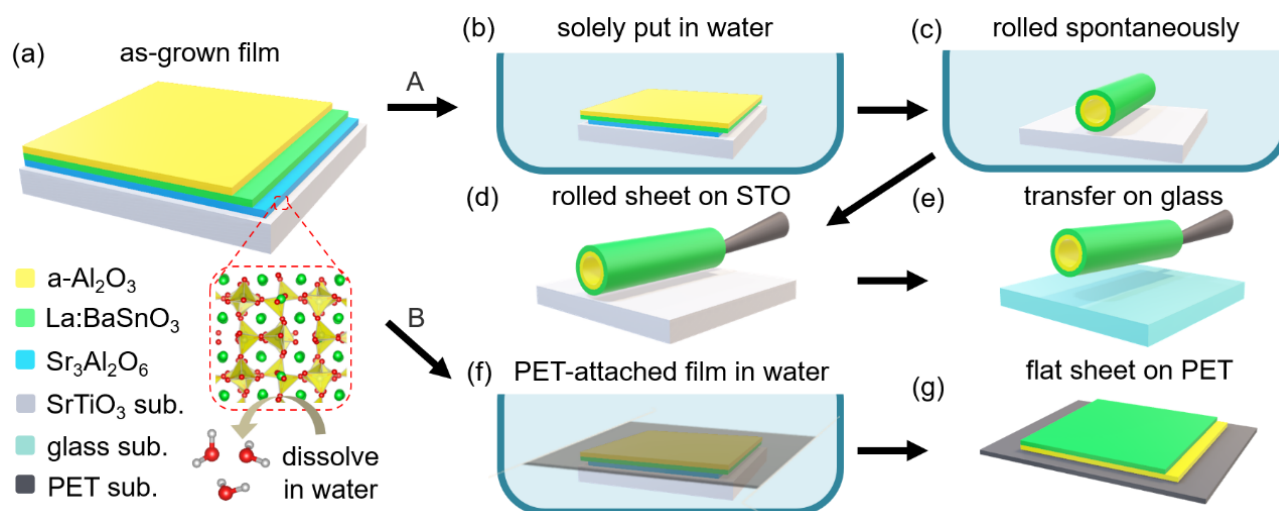 (a)
as-grown film
A
(b)
solely put in water
(c)
rolled spontaneously
(d)
rolled sheet on STO
(e)
transfer on glass
a-Al₂O₃
La:BaSnO₃
Sr₃Al₂O₆
SrTiO₃ sub.
glass sub.
PET sub.
dissolve
in water
B
(f)
PET-attached film in water
(g)
flat sheet on PET